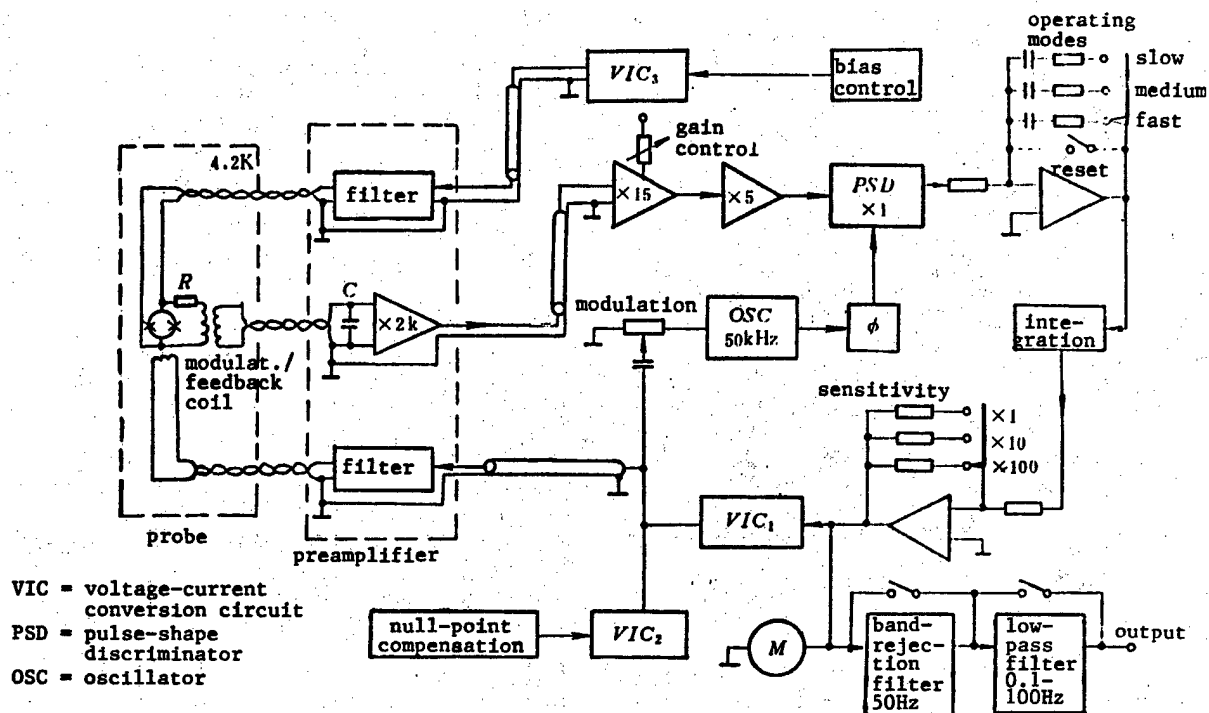 operating
modes
slow
medium
fast
reset
VIC₃
bias
control
gain
control
4.2K
filter
×15
×5
PSD
×1
R
C
×2k
modulation
OSC
50kHz
ϕ
inte-
gration
modulat./
feedback
coil
sensitivity
×1
×10
×100
filter
VIC₁
probe
preamplifier
VIC = voltage-current
conversion circuit
PSD = pulse-shape
discriminator
OSC = oscillator
null-point
compensation
VIC₂
M
band-
rejec-
tion
filter
50Hz
low-
pass
filter
0.1-
100Hz
output